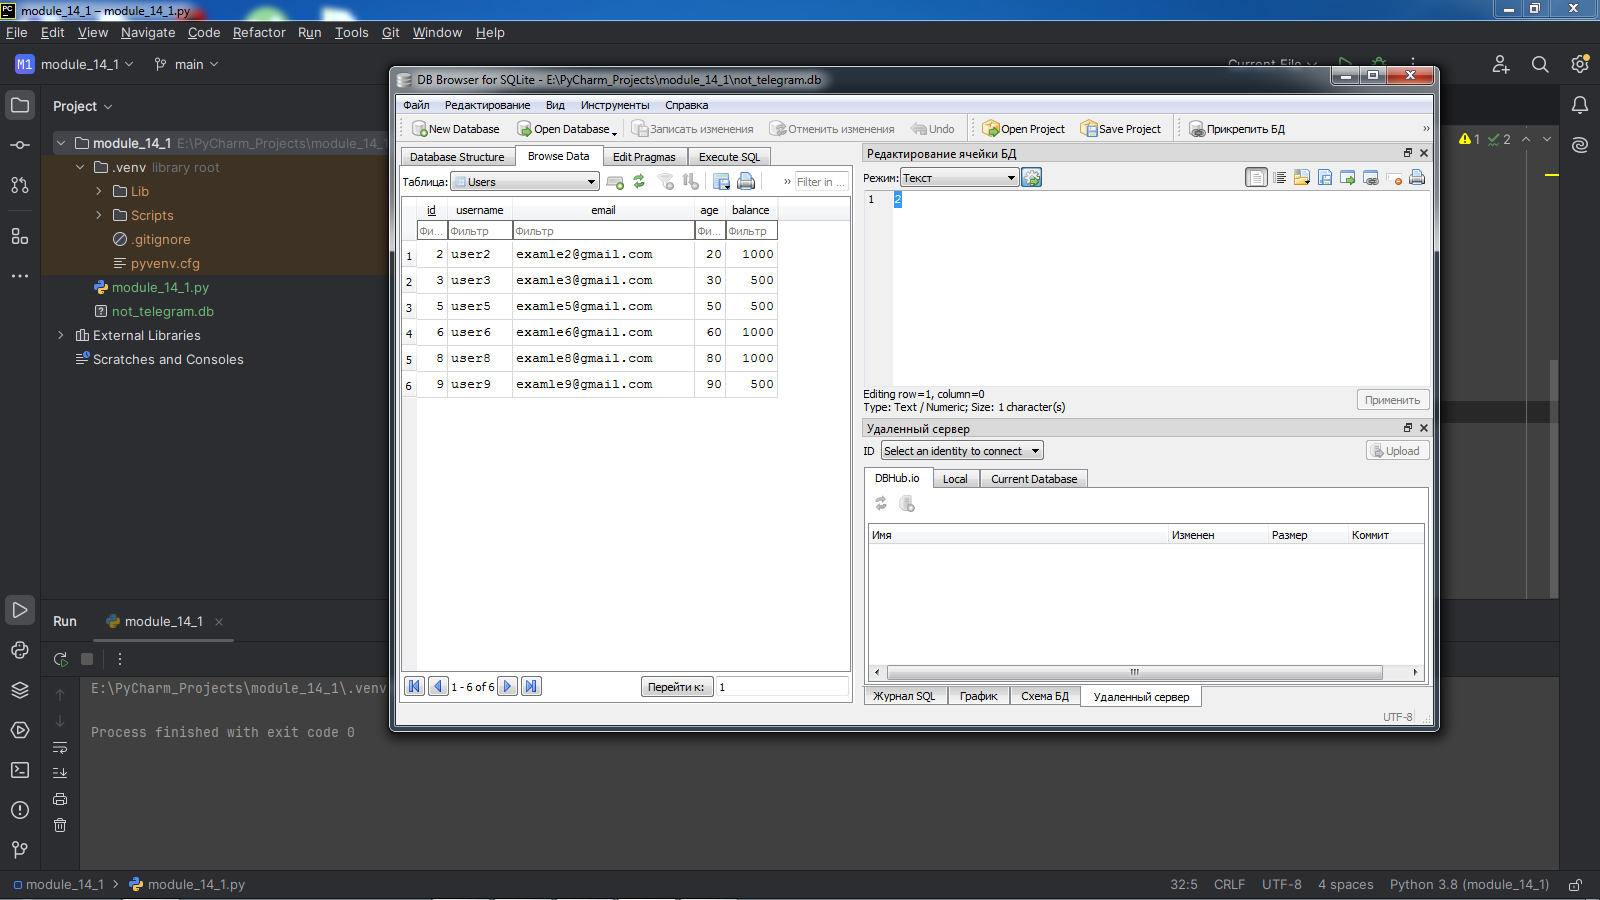 module_14_1 – module_14_1.py
File Edit View Navigate Code Refactor Run Tools Git Window Help
M1 module_14_1 main
Current File
Project
module_14_1 E:\PyCharm_Projects\module_14_1
.venv library root
Lib
Scripts
.gitignore
pyvenv.cfg
module_14_1.py
not_telegram.db
External Libraries
Scratches and Consoles
1 2
DB Browser for SQLite - E:\PyCharm_Projects\module_14_1\not_telegram.db
Файл Редактирование Вид Инструменты Справка
New Database Open Database Записать изменения Отменить изменения Undo Open Project Save Project Прикрепить БД
Database Structure Browse Data Edit Pragmas Execute SQL
Таблица: Users Filter in ...
id username email age balance
Фи... Фильтр Фильтр Фи... Фильтр
1 2 user2 examle2@gmail.com 20 1000
2 3 user3 examle3@gmail.com 30 500
3 5 user5 examle5@gmail.com 50 500
4 6 user6 examle6@gmail.com 60 1000
5 8 user8 examle8@gmail.com 80 1000
6 9 user9 examle9@gmail.com 90 500
1 - 6 of 6 Перейти к: 1
Редактирование ячейки БД
Режим: Текст
1 2
Editing row=1, column=0
Type: Text / Numeric; Size: 1 character(s)
Применить
Удаленный сервер
ID Select an identity to connect Upload
DBHub.io Local Current Database
Имя Изменен Размер Коммит
Журнал SQL График Схема БД Удаленный сервер
UTF-8
Run module_14_1
E:\PyCharm_Projects\module_14_1\.venv
Process finished with exit code 0
module_14_1 > module_14_1.py
32:5 CRLF UTF-8 4 spaces Python 3.8 (module_14_1)